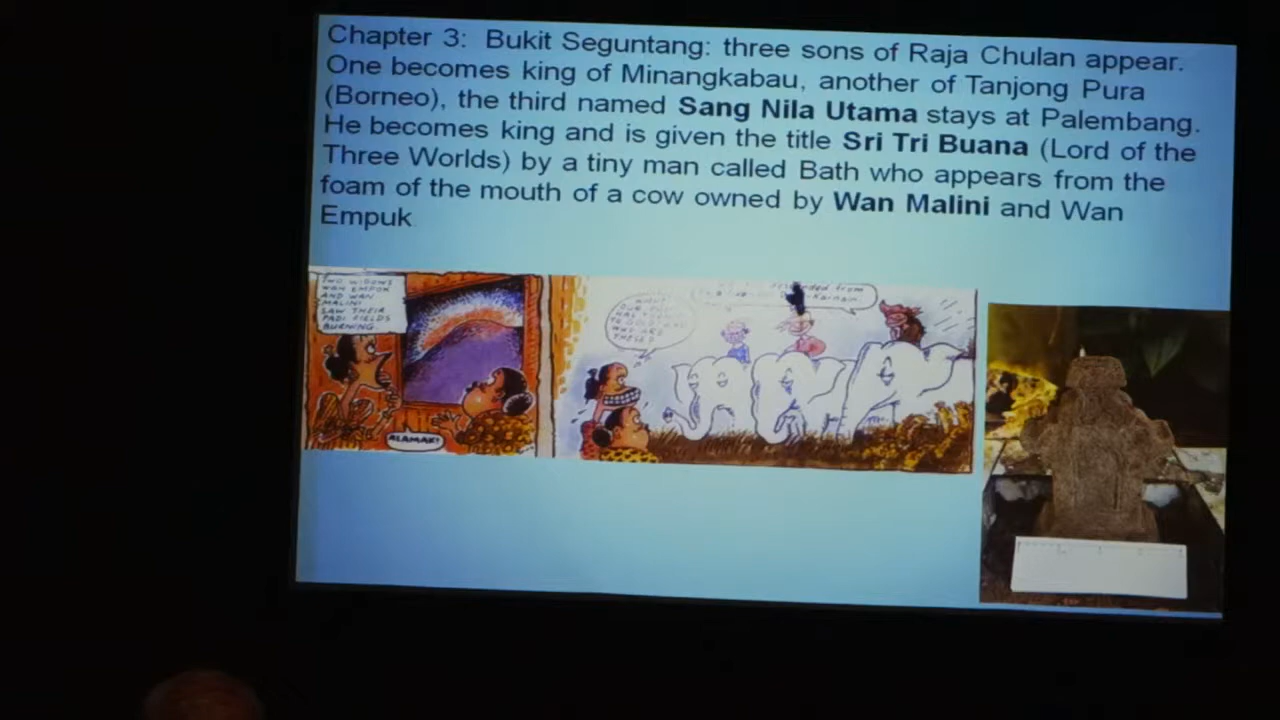 Chapter 3: Bukit Seguntang: three sons of Raja Chulan appear.
One becomes king of Minangkabau, another of Tanjong Pura
(Borneo), the third named Sang Nila Utama stays at Palembang.
He becomes king and is given the title Sri Tri Buana (Lord of the
Three Worlds) by a tiny man called Bath who appears from the
foam of the mouth of a cow owned by Wan Malini and Wan
Empuk
TWO WIDOWS
WAN EMPOK
AND WAN
MALINI
SAW THEIR
PADI FIELDS
BURNING.
ALAMAK!